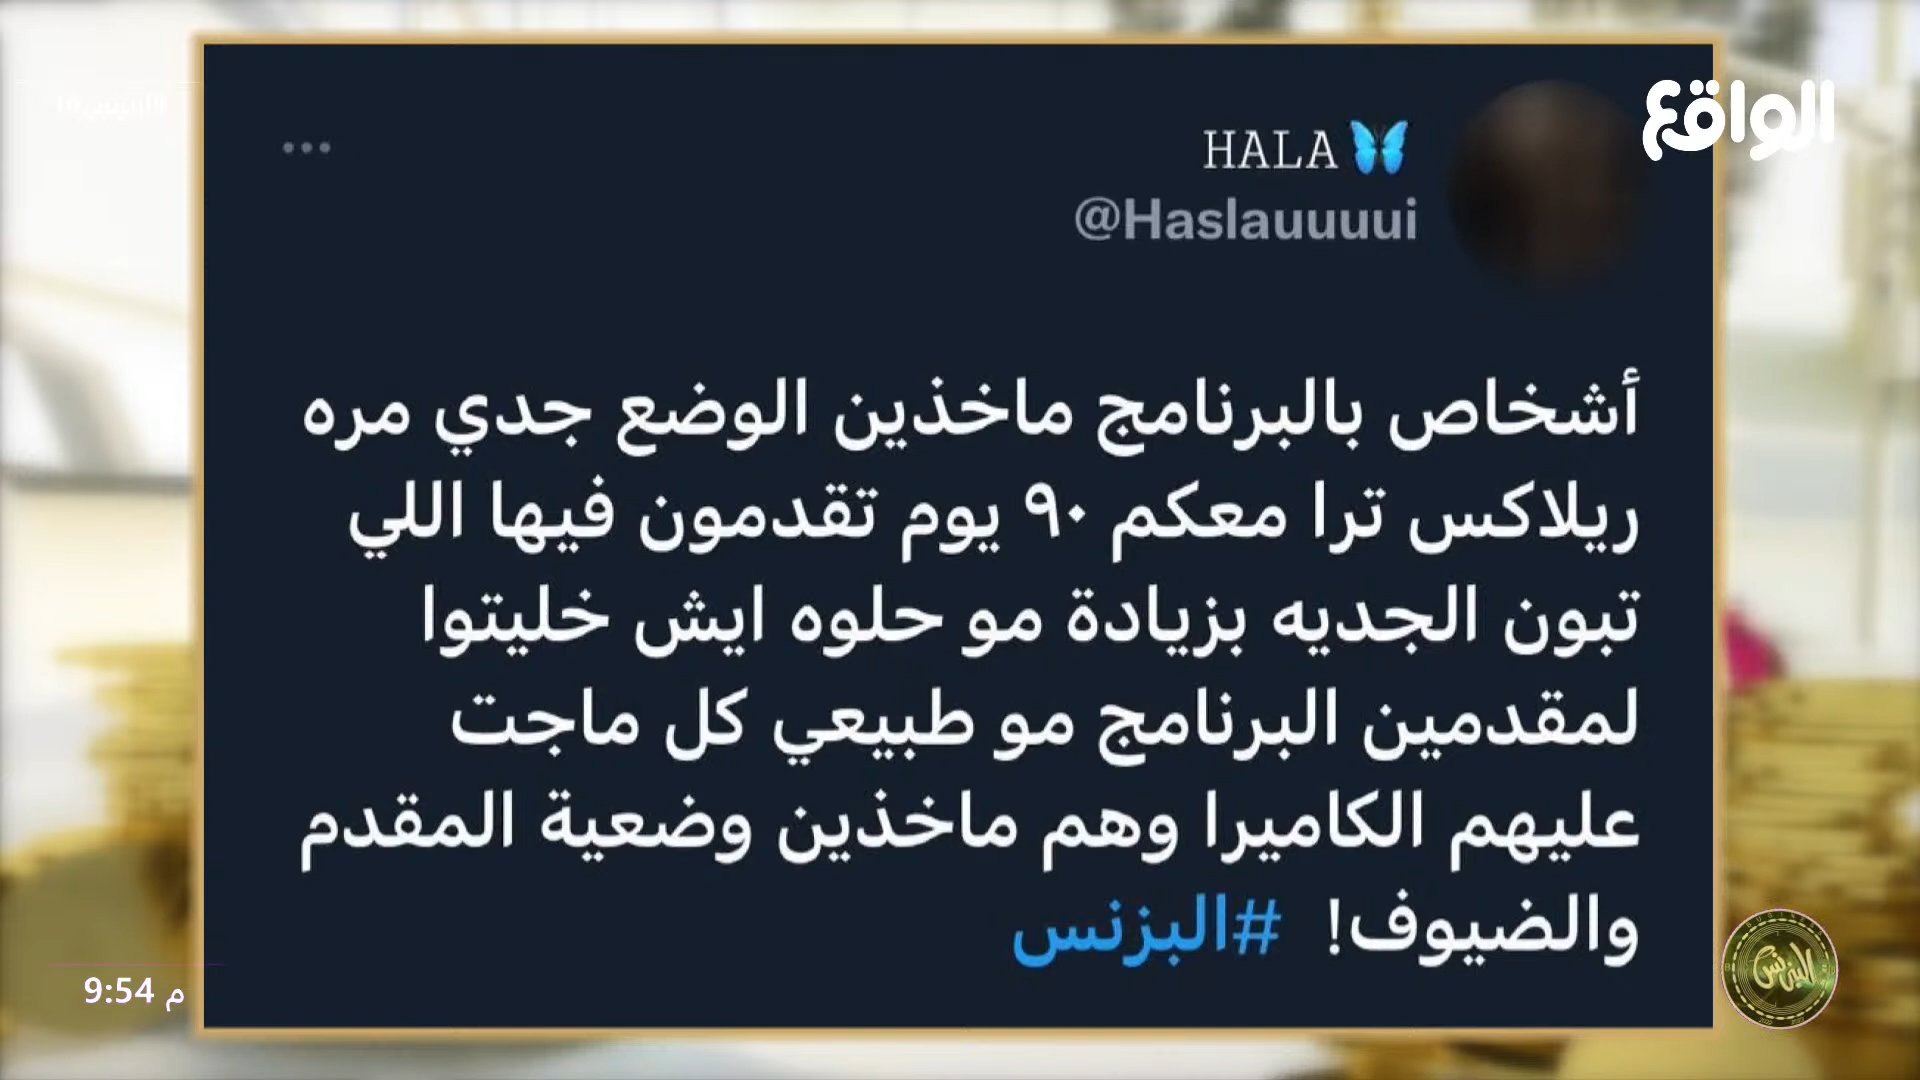 الواقع
HALA🦋
@Haslauuuui
أشخاص بالبرنامج ماخذين الوضع جدي مره
ريلاكس ترا معكم ٩٠ يوم تقدمون فيها اللي
تبون الجديه بزيادة مو حلوه ايش خليتوا
لمقدمين البرنامج مو طبيعي كل ماجت
عليهم الكاميرا وهم ماخذين وضعية المقدم
والضيوف! #البزنس
البزنس
9:54 م